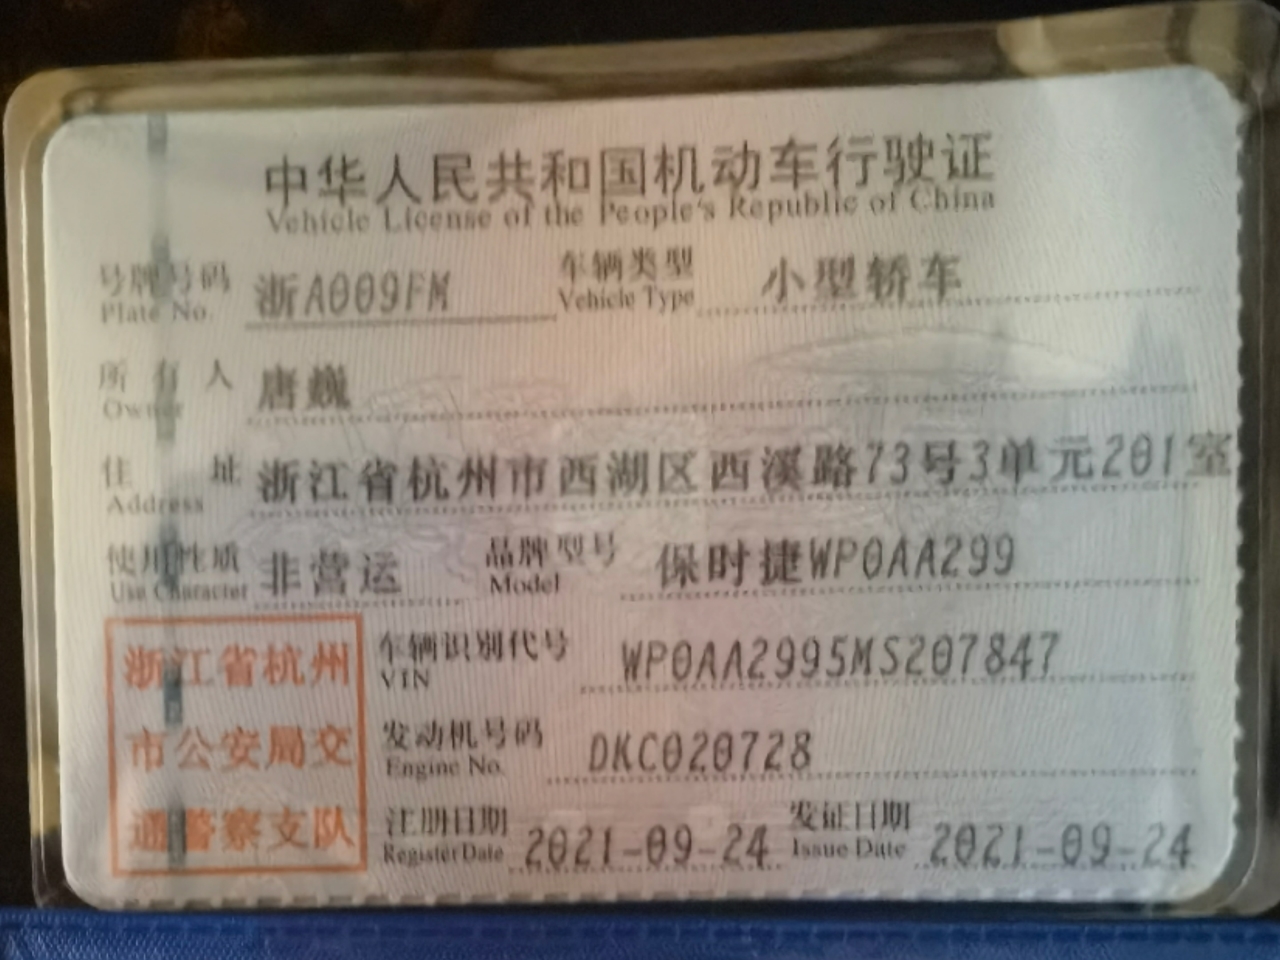 中华人民共和国机动车行驶证
Vehicle License of the People's Republic of China
号牌号码 浙A009FM 车辆类型 小型轿车
Plate No. Vehicle Type
所有人 唐巍
Owner
住址 浙江省杭州市西湖区西溪路73号3单元201室
Address
使用性质 非营运 品牌型号 保时捷WP0AA299
Use Character Model
浙江省杭州
市公安局交
通警察支队
车辆识别代号 WP0AA2995MS207847
VIN
发动机号码 DKC020728
Engine No.
注册日期 2021-09-24 发证日期 2021-09-24
Register Date Issue Date